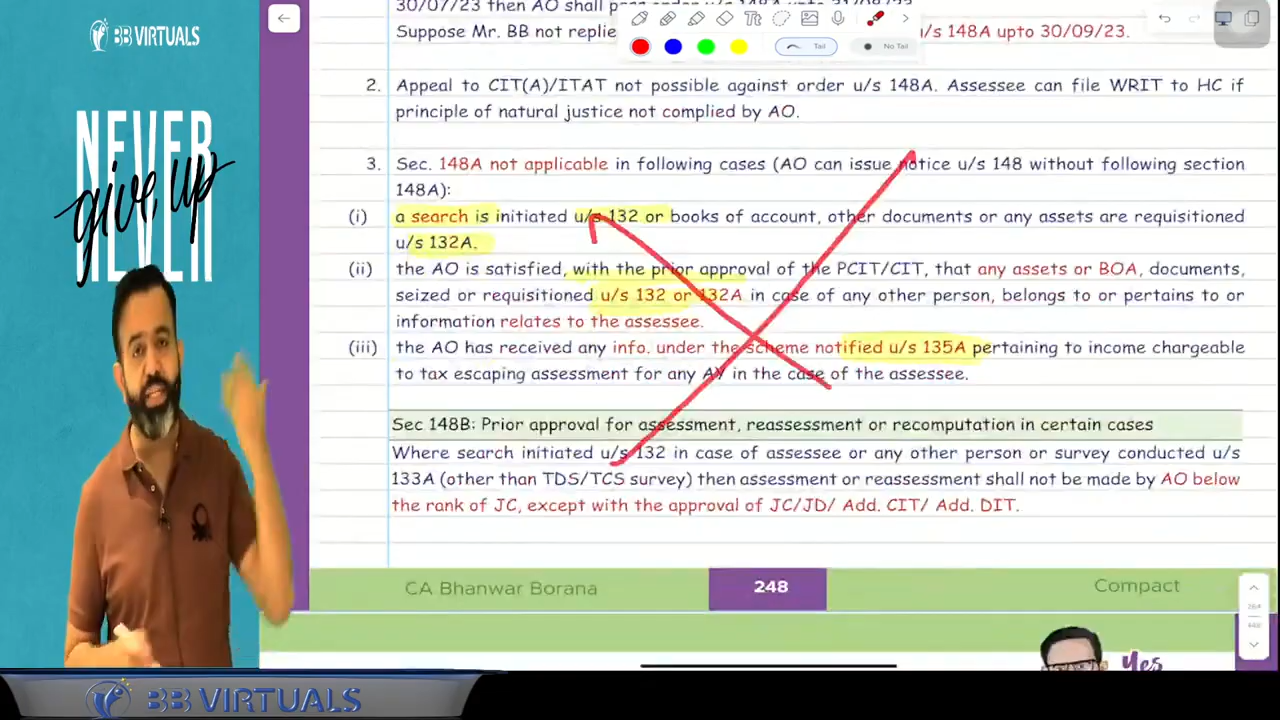 BB VIRTUALS
NEVER
give up
NEVER
Tt
Tail
No Tail
30/07/23 then AO shall
Suppose Mr. BB not replie
u/s 148A upto 30/09/23.
2. Appeal to CIT(A)/ITAT not possible against order u/s 148A. Assessee can file WRIT to HC if
principle of natural justice not complied by AO.
3. Sec. 148A not applicable in following cases (AO can issue notice u/s 148 without following section
148A):
(i) a search is initiated u/s 132 or books of account, other documents or any assets are requisitioned
u/s 132A.
(ii) the AO is satisfied, with the prior approval of the PCIT/CIT, that any assets or BOA, documents,
seized or requisitioned u/s 132 or 132A in case of any other person, belongs to or pertains to or
information relates to the assessee.
(iii) the AO has received any info. under the scheme notified u/s 135A pertaining to income chargeable
to tax escaping assessment for any AY in the case of the assessee.
Sec 148B: Prior approval for assessment, reassessment or recomputation in certain cases
Where search initiated u/s 132 in case of assessee or any other person or survey conducted u/s
133A (other than TDS/TCS survey) then assessment or reassessment shall not be made by AO below
the rank of JC, except with the approval of JC/JD/ Add. CIT/ Add. DIT.
CA Bhanwar Borana
248
Compact
Yes
BB VIRTUALS